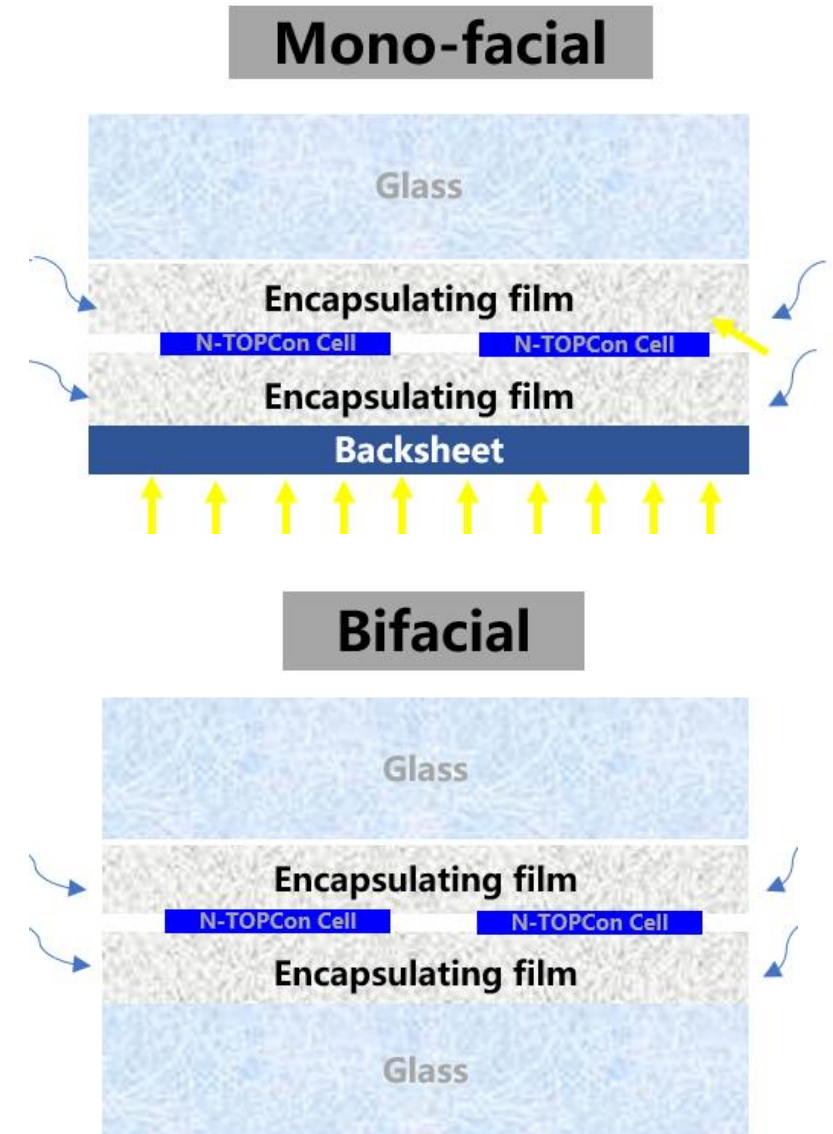 Mono-facial
Glass
Encapsulating film
N-TOPCon Cell N-TOPCon Cell
Encapsulating film
Backsheet
Bifacial
Glass
Encapsulating film
N-TOPCon Cell N-TOPCon Cell
Encapsulating film
Glass